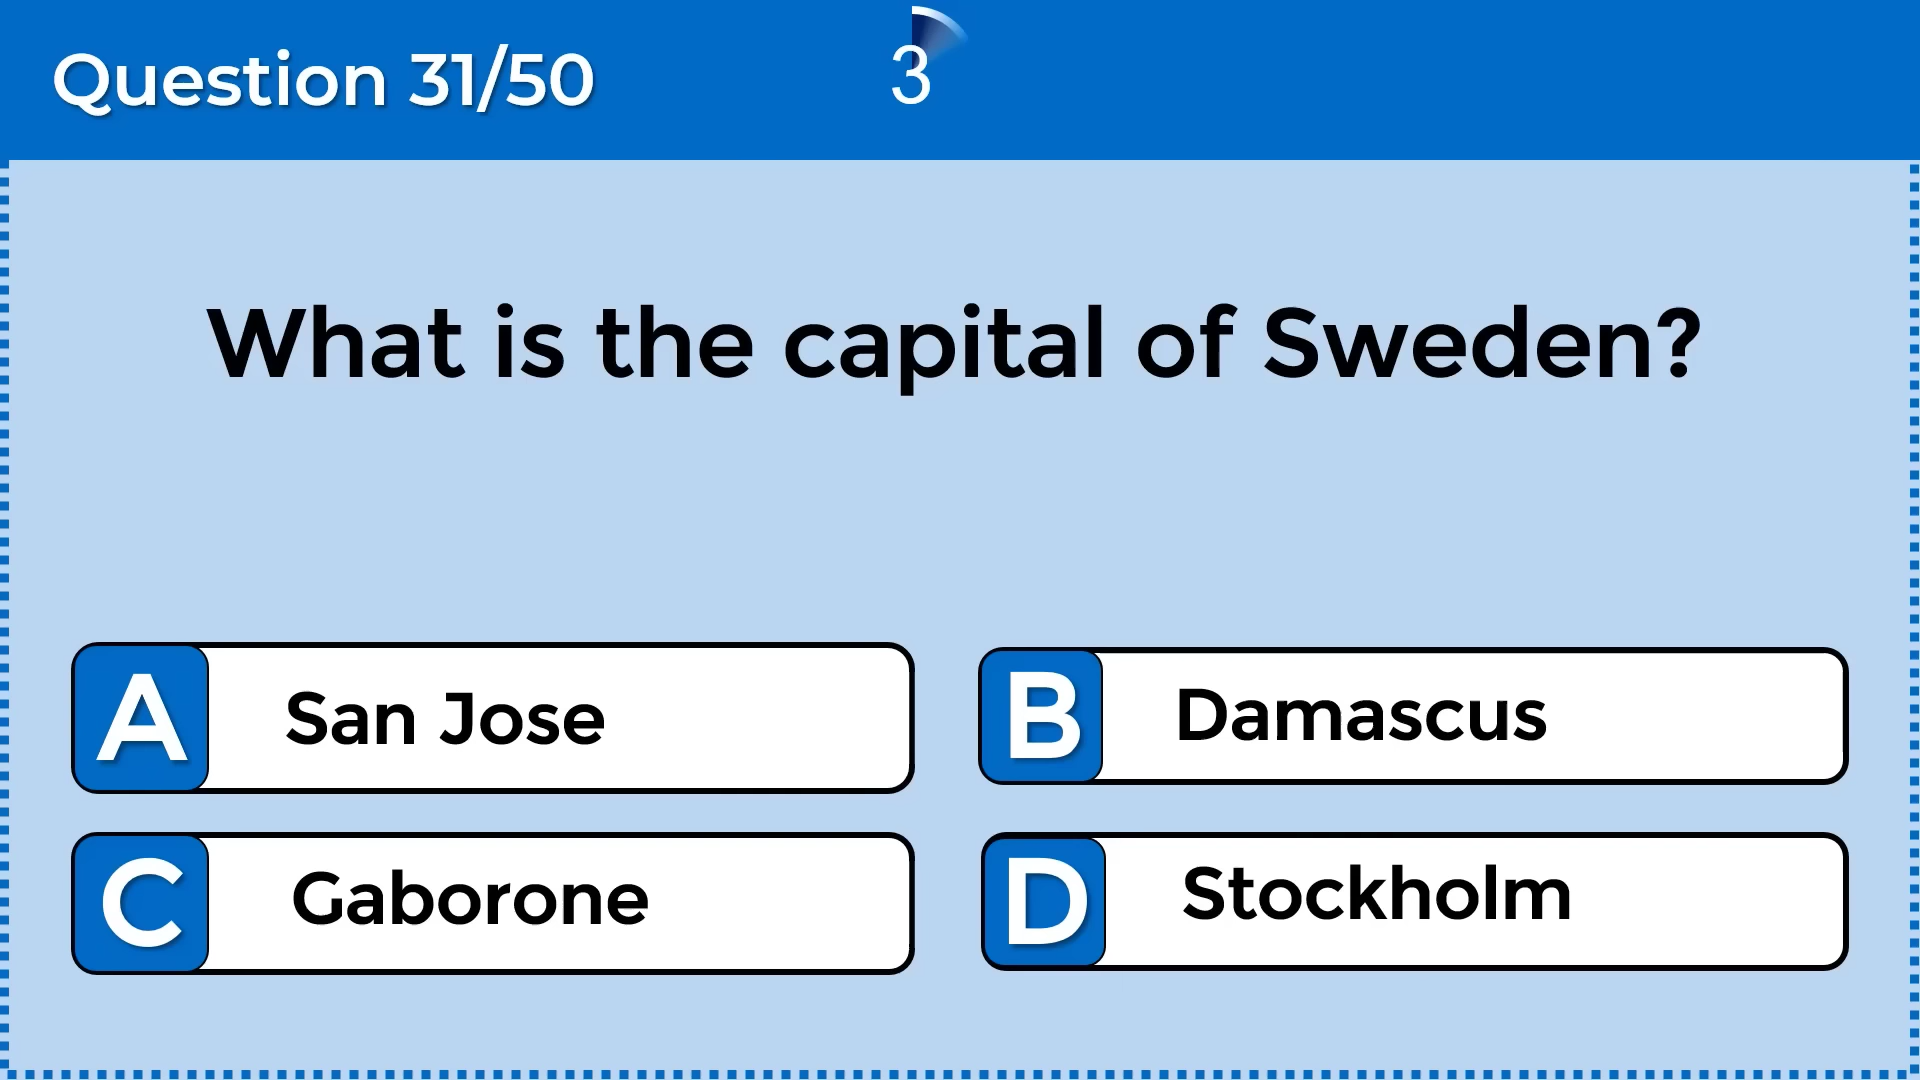 Question 31/50
3
What is the capital of Sweden?
A San Jose
B Damascus
C Gaborone
D Stockholm